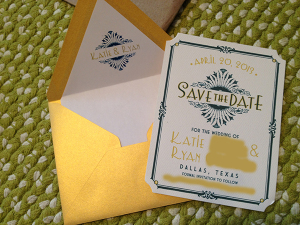 KATIE & RYAN
APRIL 20, 2014
SAVE THE DATE
FOR THE WEDDING OF
KATIE
&
RYAN
DALLAS, TEXAS
FORMAL INVITATION TO FOLLOW